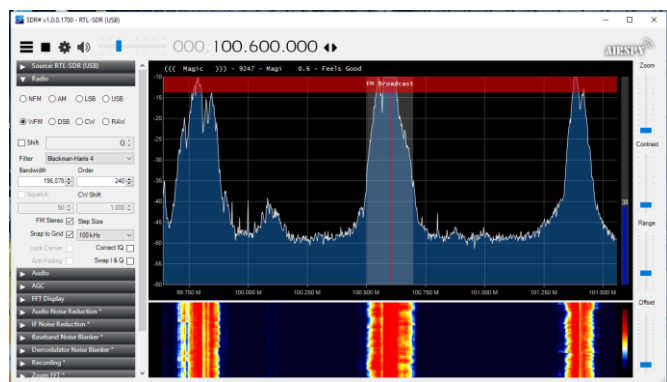 SDR# v1.0.0.1700 - RTL-SDR (USB)
000.100.600.000
AIRSPY
Source: RTL-SDR (USB)
Radio
NFM AM LSB USB
WFM DSB CW RAW
Shift 0
Filter Blackman-Harris 4
Bandwidth Order
196,078 240
Squelch CW Shift
50 1,000
FM Stereo Step Size
Snap to Grid 100 kHz
Lock Carrier Correct IQ
Anti-Fading Swap I & Q
Audio
AGC
FFT Display
Audio Noise Reduction *
IF Noise Reduction *
Baseband Noise Blanker *
Demodulator Noise Blanker *
Recording *
Zoom FFT *
((( Magic ))) - 9247 - Magi 0.6 - Feels Good
FM Broadcast
-10
-15
-20
-25
-30
-35
-40
-45
-50
-55
-60
38
99.750 M 100.000 M 100.250 M 100.500 M 100.750 M 101.000 M 101.250 M 101.500 M
Zoom
Contrast
Range
Offset